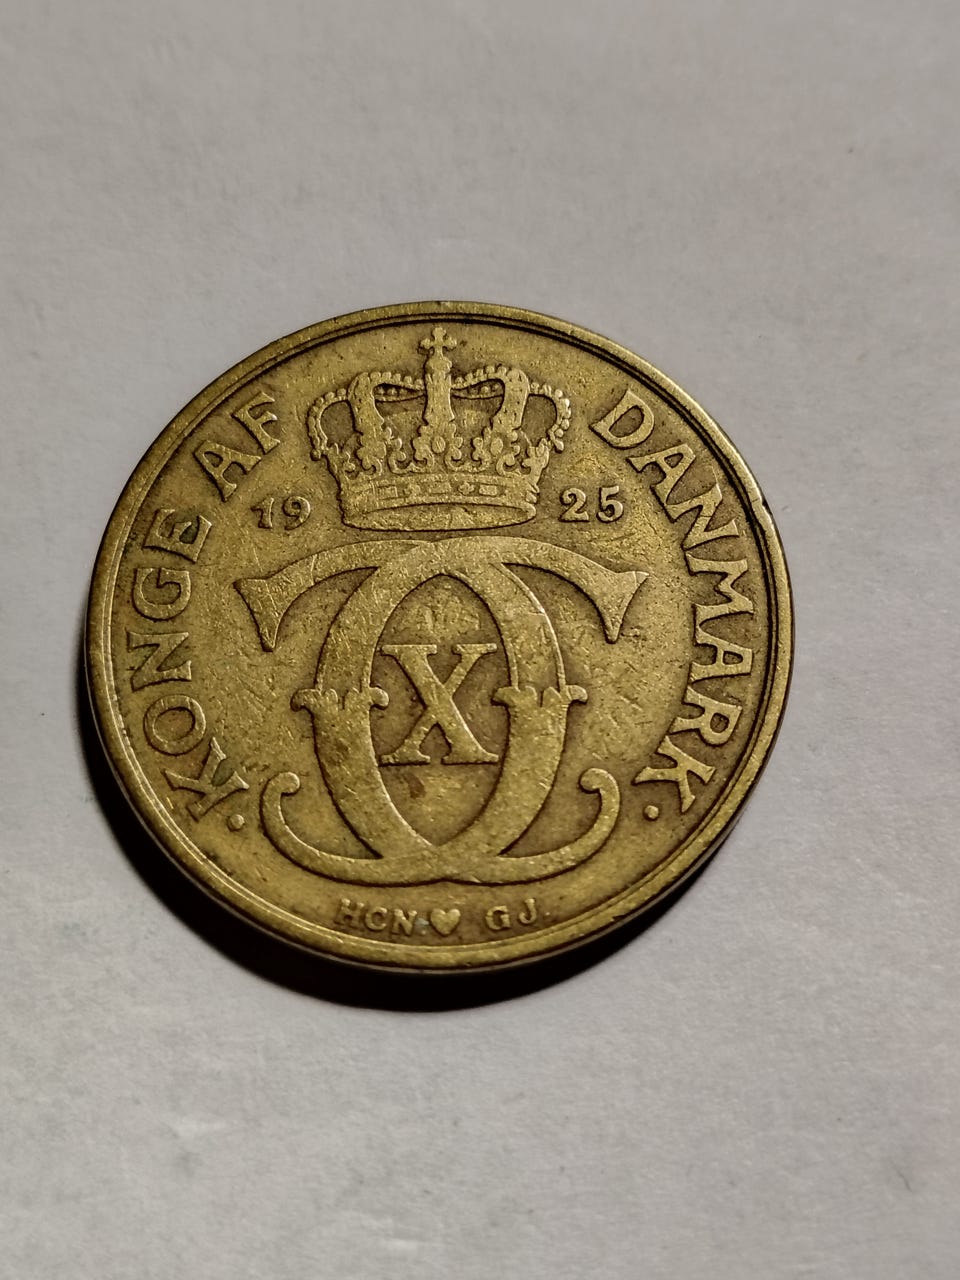 · KONGE AF DANMARK ·
19 25
X
HCN.♥ GJ.